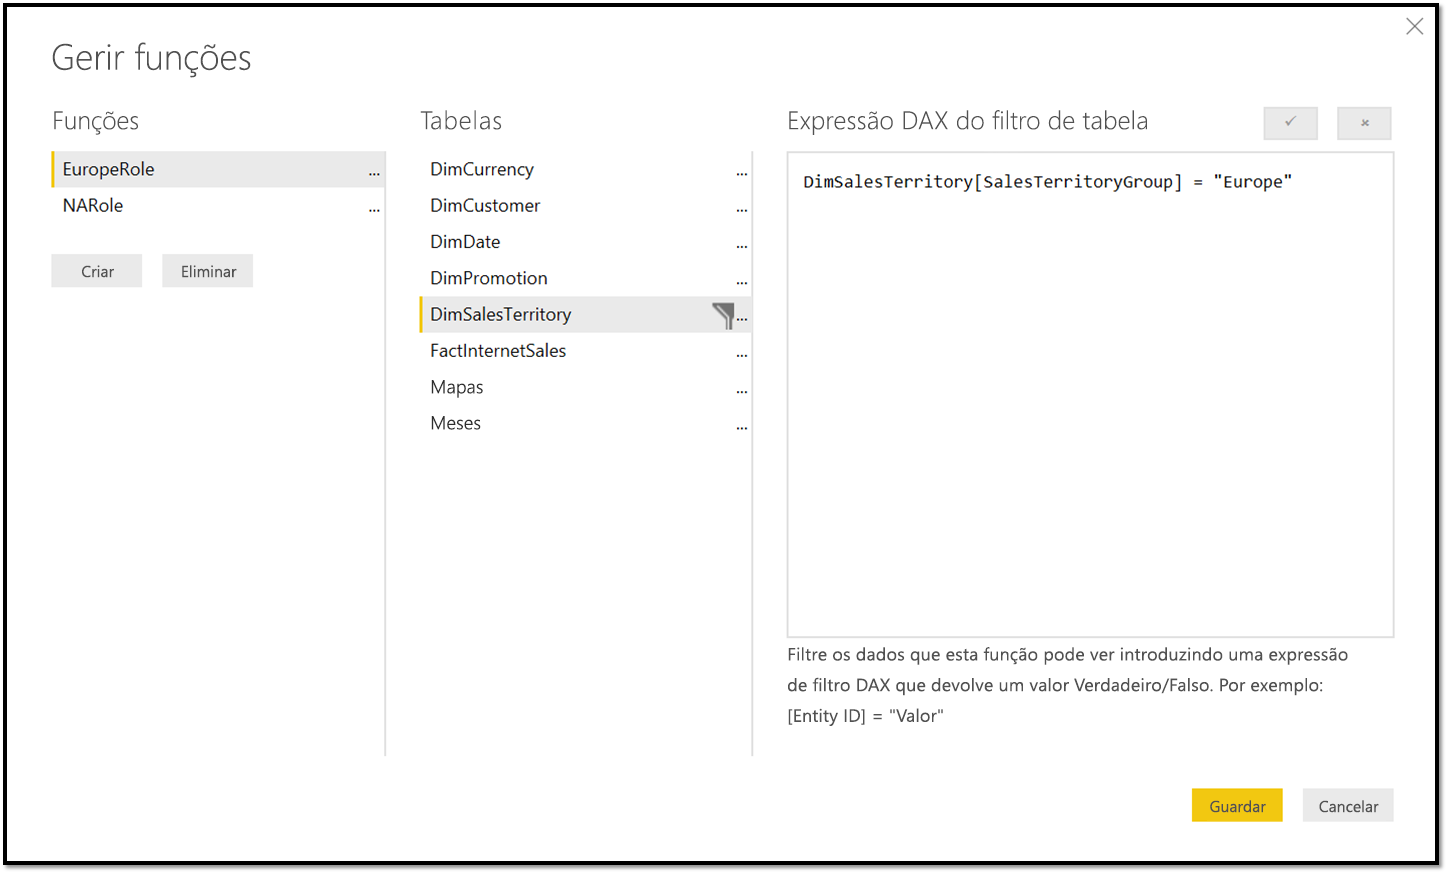 Gerir funções
Funções
EuropeRole ...
NARole ...
Criar Eliminar
Tabelas
DimCurrency ...
DimCustomer ...
DimDate ...
DimPromotion ...
DimSalesTerritory ...
FactInternetSales ...
Mapas ...
Meses ...
Expressão DAX do filtro de tabela
DimSalesTerritory[SalesTerritoryGroup] = "Europe"
Filtre os dados que esta função pode ver introduzindo uma expressão
de filtro DAX que devolve um valor Verdadeiro/Falso. Por exemplo:
[Entity ID] = "Valor"
Guardar Cancelar